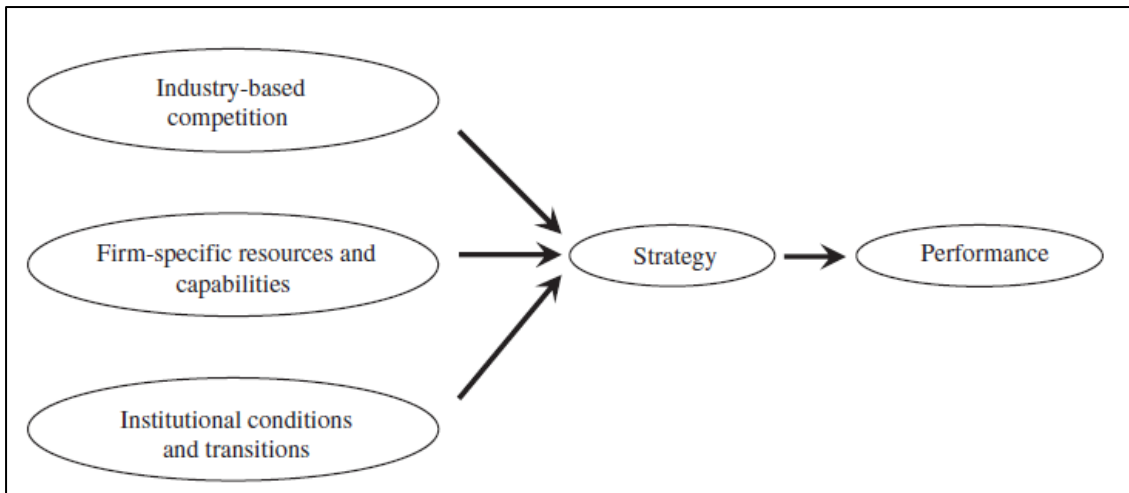 Industry-based
competition
Firm-specific resources and
capabilities
Institutional conditions
and transitions
Strategy
Performance